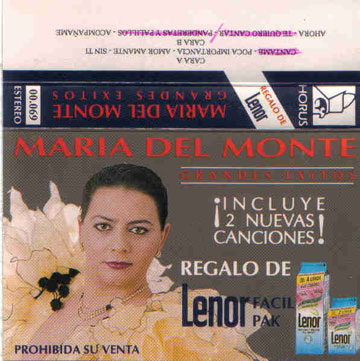 CARA A
CANTAME - POCA IMPORTANCIA - AMOR AMANTE - SIN TI
CARA B
AHORA - TE QUIERO CANTAR - PANDERETAS Y PALILLOS - ACOMPAÑAME
HORUS
REGALO DE
Lenor
MARIA DEL MONTE
GRANDES EXITOS
00.069
ESTEREO
MARIA DEL MONTE
GRANDES EXITOS
¡INCLUYE
2 NUEVAS
CANCIONES!
REGALO DE
Lenor FACIL
PAK
Lenor
Lenor
PROHIBIDA SU VENTA